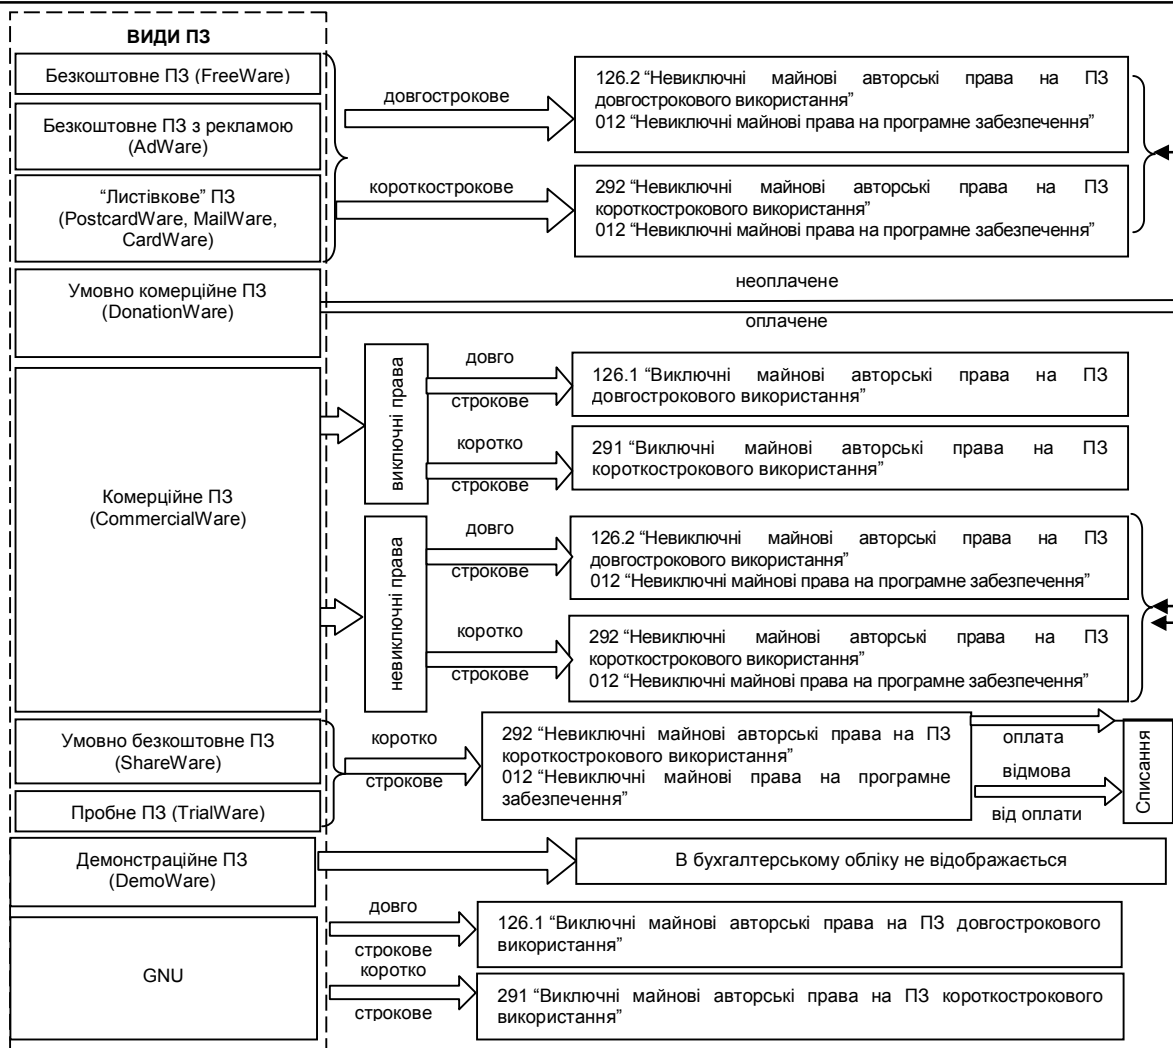 ВИДИ ПЗ
Безкоштовне ПЗ (FreeWare)
Безкоштовне ПЗ з рекламою
(AdWare)
“Листівкове” ПЗ
(PostcardWare, MailWare,
CardWare)
довгострокове
126.2 “Невиключні майнові авторські права на ПЗ
довгострокового використання”
012 “Невиключні майнові права на програмне забезпечення”
короткострокове
292 “Невиключні майнові авторські права на ПЗ
короткострокового використання”
012 “Невиключні майнові права на програмне забезпечення”
Умовно комерційне ПЗ
(DonationWare)
неоплачене
оплачене
Комерційне ПЗ
(CommercialWare)
виключні права
довго
строкове
126.1 “Виключні майнові авторські права на ПЗ
довгострокового використання”
коротко
строкове
291 “Виключні майнові авторські права на ПЗ
короткострокового використання”
невиключні права
довго
строкове
126.2 “Невиключні майнові авторські права на ПЗ
довгострокового використання”
012 “Невиключні майнові права на програмне забезпечення”
коротко
строкове
292 “Невиключні майнові авторські права на ПЗ
короткострокового використання”
012 “Невиключні майнові права на програмне забезпечення”
Умовно безкоштовне ПЗ
(ShareWare)
Пробне ПЗ (TrialWare)
коротко
строкове
292 “Невиключні майнові авторські права на ПЗ
короткострокового використання”
012 “Невиключні майнові права на програмне
забезпечення”
оплата
відмова
від оплати
Списання
Демонстраційне ПЗ
(DemoWare)
В бухгалтерському обліку не відображається
GNU
довго
строкове
126.1 “Виключні майнові авторські права на ПЗ довгострокового
використання”
коротко
строкове
291 “Виключні майнові авторські права на ПЗ короткострокового
використання”